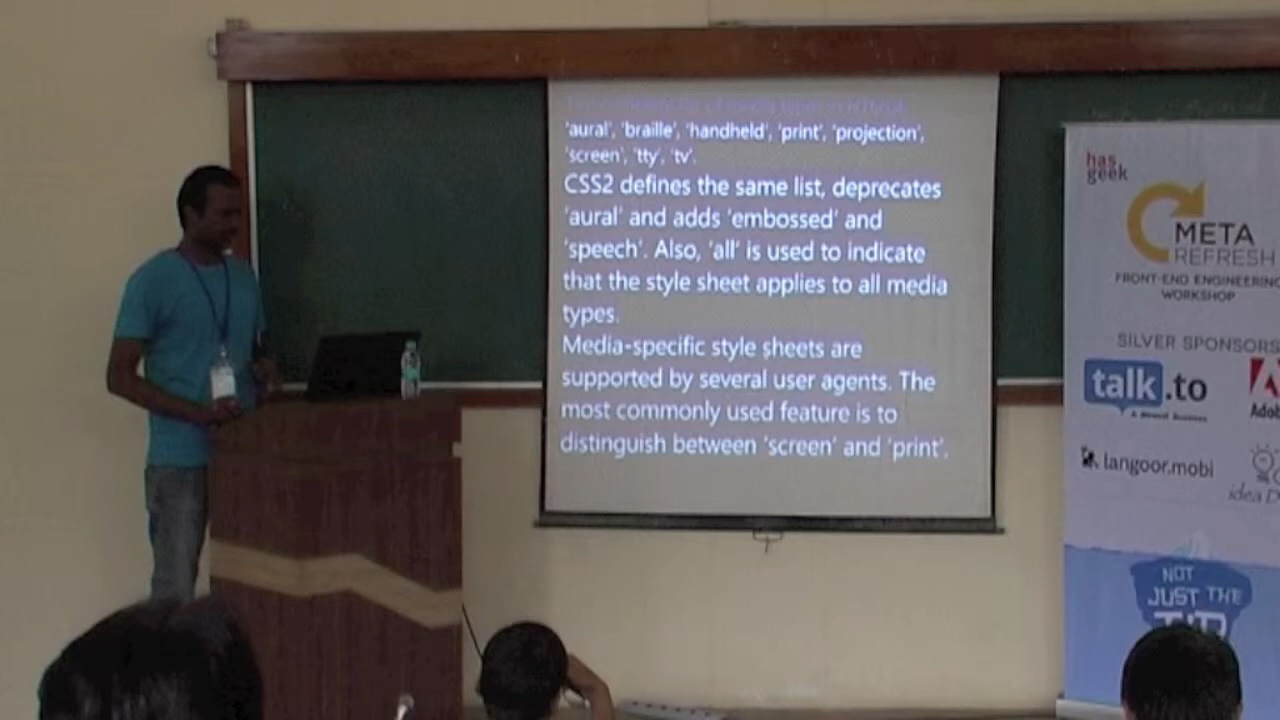 'aural', 'braille', 'handheld', 'print', 'projection',
'screen', 'tty', 'tv'.
CSS2 defines the same list, deprecates
'aural' and adds 'embossed' and
'speech'. Also, 'all' is used to indicate
that the style sheet applies to all media
types.
Media-specific style sheets are
supported by several user agents. The
most commonly used feature is to
distinguish between 'screen' and 'print'.
has
geek
META
REFRESH
FRONT-END ENGINEERING
WORKSHOP
SILVER SPONSORS
talk.to
Adob
langoor.mobi
idea D
NOT
JUST THE